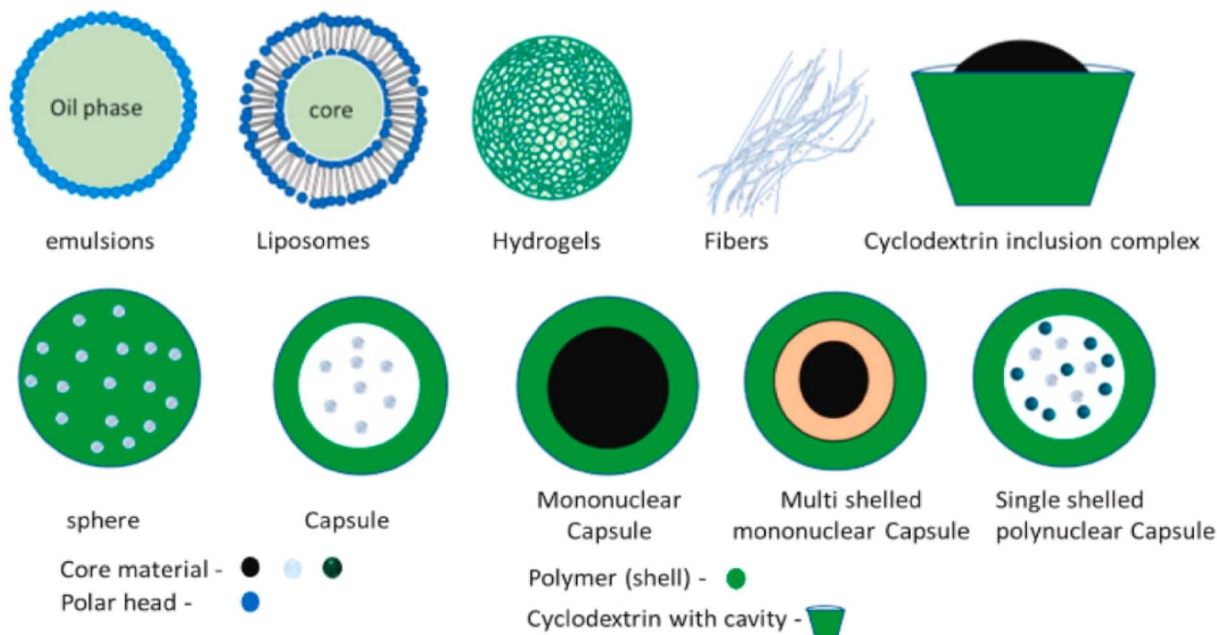 Oil phase
core
emulsions
Liposomes
Hydrogels
Fibers
Cyclodextrin inclusion complex
sphere
Capsule
Mononuclear
Capsule
Multi shelled
mononuclear Capsule
Single shelled
polynuclear Capsule
Core material -
Polar head -
Polymer (shell) -
Cyclodextrin with cavity -